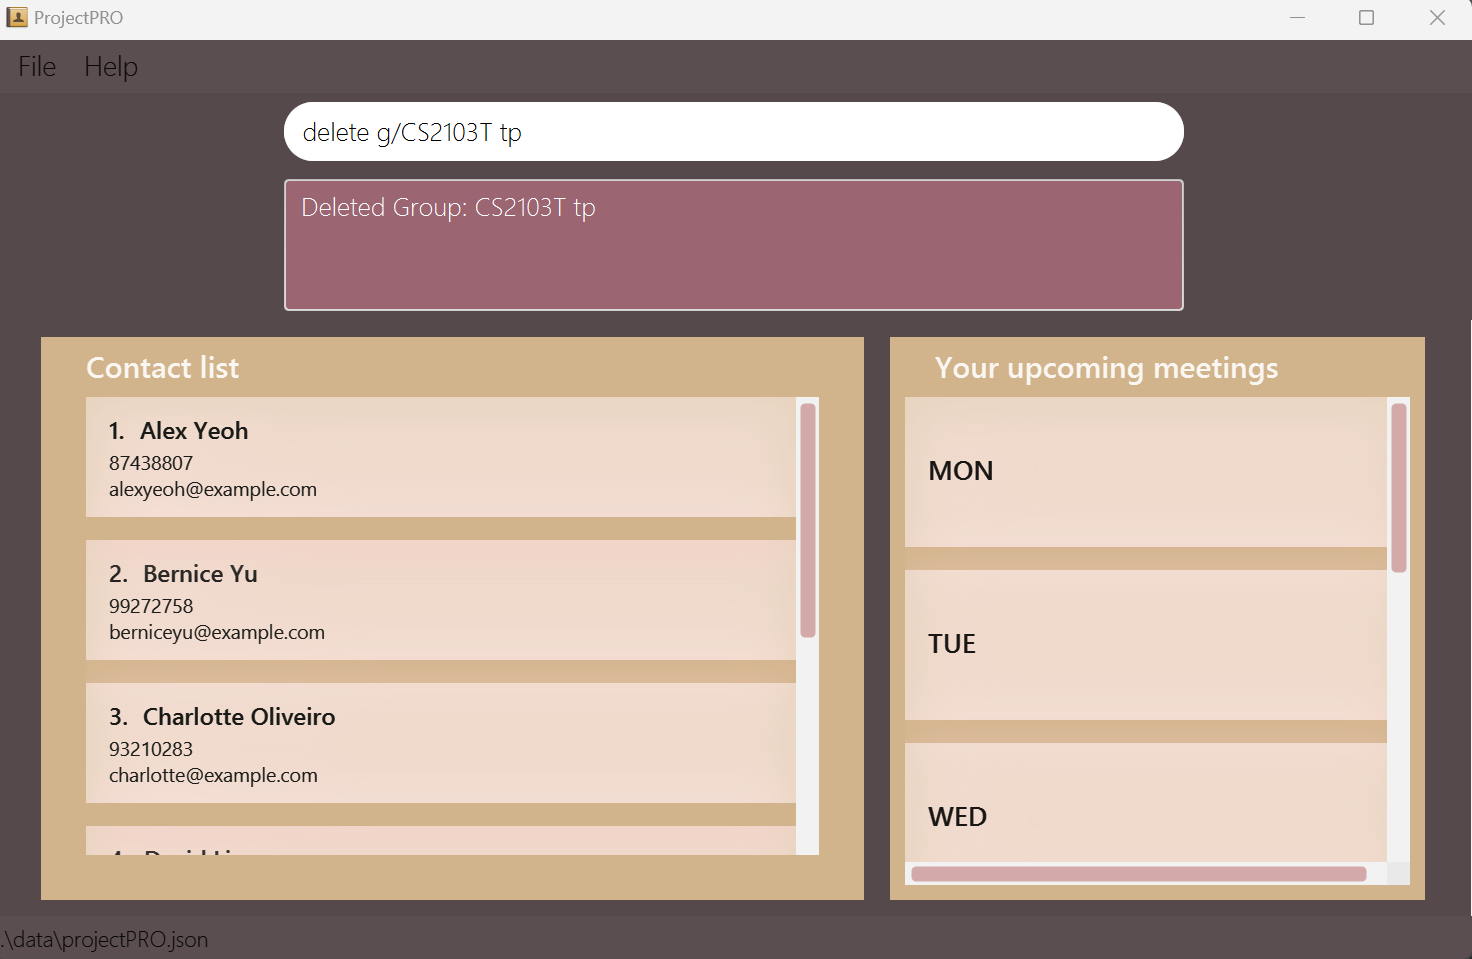 ProjectPRO
File Help
delete g/CS2103T tp
Deleted Group: CS2103T tp
Contact list
1. Alex Yeoh
87438807
alexyeoh@example.com
2. Bernice Yu
99272758
berniceyu@example.com
3. Charlotte Oliveiro
93210283
charlotte@example.com
Your upcoming meetings
MON
TUE
WED
.\data\projectPRO.json